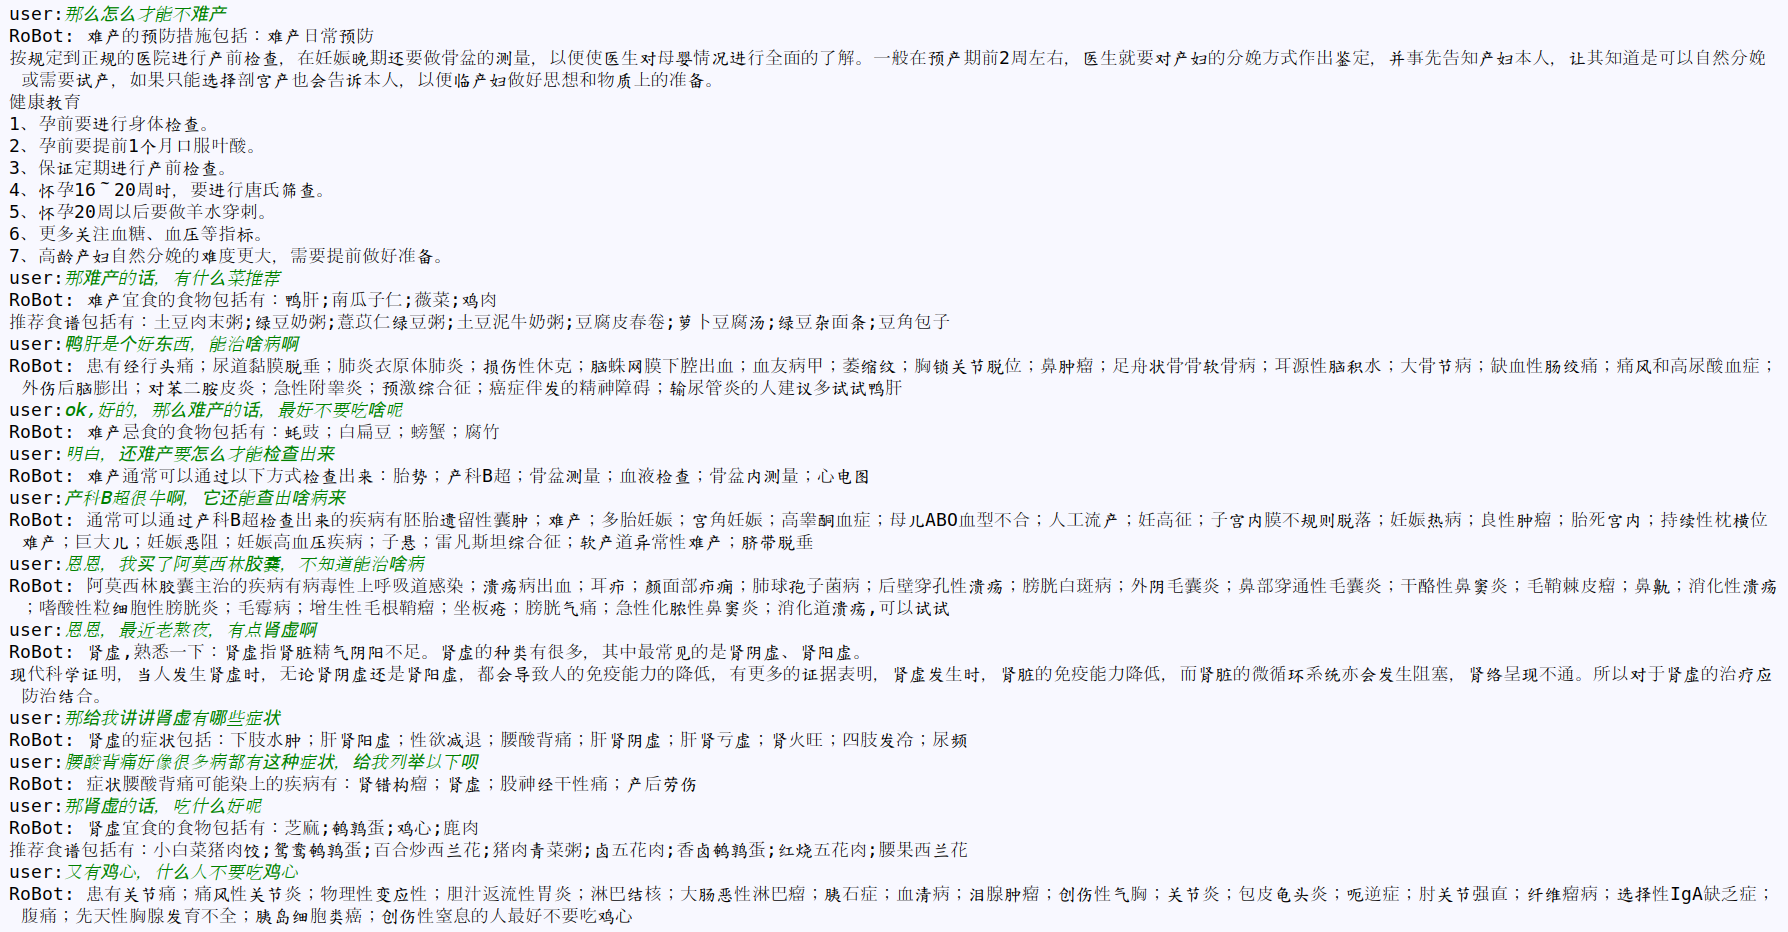 user:那么怎么才能不难产
RoBot: 难产的预防措施包括：难产日常预防
按规定到正规的医院进行产前检查，在妊娠晚期还要做骨盆的测量，以便使医生对母婴情况进行全面的了解。一般在预产期前2周左右，医生就要对产妇的分娩方式作出鉴定，并事先告知产妇本人，让其知道是可以自然分娩
或需要试产，如果只能选择剖宫产也会告诉本人，以便临产妇做好思想和物质上的准备。
健康教育
1、孕前要进行身体检查。
2、孕前要提前1个月口服叶酸。
3、保证定期进行产前检查。
4、怀孕16～20周时，要进行唐氏筛查。
5、怀孕20周以后要做羊水穿刺。
6、更多关注血糖、血压等指标。
7、高龄产妇自然分娩的难度更大，需要提前做好准备。
user:那难产的话，有什么菜推荐
RoBot: 难产宜食的食物包括有：鸭肝;南瓜子仁;薇菜;鸡肉
推荐食谱包括有：土豆肉末粥;绿豆奶粥;薏苡仁绿豆粥;土豆泥牛奶粥;豆腐皮春卷;萝卜豆腐汤;绿豆杂面条;豆角包子
user:鸭肝是个好东西，能治啥病啊
RoBot: 患有经行头痛；尿道黏膜脱垂；肺炎衣原体肺炎；损伤性休克；脑蛛网膜下腔出血；血友病甲；萎缩纹；胸锁关节脱位；鼻肿瘤；足舟状骨骨软骨病；耳源性脑积水；大骨节病；缺血性肠绞痛；痛风和高尿酸血症；
外伤后脑膨出；对苯二胺皮炎；急性附睾炎；预激综合征；癌症伴发的精神障碍；输尿管炎的人建议多试试鸭肝
user:ok,好的，那么难产的话，最好不要吃啥呢
RoBot: 难产忌食的食物包括有：蚝豉；白扁豆；螃蟹；腐竹
user:明白，还难产要怎么才能检查出来
RoBot: 难产通常可以通过以下方式检查出来：胎势；产科B超；骨盆测量；血液检查；骨盆内测量；心电图
user:产科B超很牛啊，它还能查出啥病来
RoBot: 通常可以通过产科B超检查出来的疾病有胚胎遗留性囊肿；难产；多胎妊娠；宫角妊娠；高睾酮血症；母儿ABO血型不合；人工流产；妊高征；子宫内膜不规则脱落；妊娠热病；良性肿瘤；胎死宫内；持续性枕横位
难产；巨大儿；妊娠恶阻；妊娠高血压疾病；子悬；雷凡斯坦综合征；软产道异常性难产；脐带脱垂
user:恩恩，我买了阿莫西林胶囊，不知道能治啥病
RoBot: 阿莫西林胶囊主治的疾病有病毒性上呼吸道感染；溃疡病出血；耳疖；颜面部疖痈；肺球孢子菌病；后壁穿孔性溃疡；膀胱白斑病；外阴毛囊炎；鼻部穿通性毛囊炎；干酪性鼻窦炎；毛鞘棘皮瘤；鼻鼽；消化性溃疡
；嗜酸性粒细胞性膀胱炎；毛霉病；增生性毛根鞘瘤；坐板疮；膀胱气痛；急性化脓性鼻窦炎；消化道溃疡,可以试试
user:恩恩，最近老熬夜，有点肾虚啊
RoBot: 肾虚,熟悉一下：肾虚指肾脏精气阴阳不足。肾虚的种类有很多，其中最常见的是肾阴虚、肾阳虚。
现代科学证明，当人发生肾虚时，无论肾阴虚还是肾阳虚，都会导致人的免疫能力的降低，有更多的证据表明，肾虚发生时，肾脏的免疫能力降低，而肾脏的微循环系统亦会发生阻塞，肾络呈现不通。所以对于肾虚的治疗应
防治结合。
user:那给我讲讲肾虚有哪些症状
RoBot: 肾虚的症状包括：下肢水肿；肝肾阳虚；性欲减退；腰酸背痛；肝肾阴虚；肝肾亏虚；肾火旺；四肢发冷；尿频
user:腰酸背痛好像很多病都有这种症状，给我列举以下呗
RoBot: 症状腰酸背痛可能染上的疾病有：肾错构瘤；肾虚；股神经干性痛；产后劳伤
user:那肾虚的话，吃什么好呢
RoBot: 肾虚宜食的食物包括有：芝麻;鹌鹑蛋;鸡心;鹿肉
推荐食谱包括有：小白菜猪肉饺;鸳鸯鹌鹑蛋;百合炒西兰花;猪肉青菜粥;卤五花肉;香卤鹌鹑蛋;红烧五花肉;腰果西兰花
user:又有鸡心，什么人不要吃鸡心
RoBot: 患有关节痛；痛风性关节炎；物理性变应性；胆汁返流性胃炎；淋巴结核；大肠恶性淋巴瘤；胰石症；血清病；泪腺肿瘤；创伤性气胸；关节炎；包皮龟头炎；呃逆症；肘关节强直；纤维瘤病；选择性IgA缺乏症；
腹痛；先天性胸腺发育不全；胰岛细胞类癌；创伤性窒息的人最好不要吃鸡心